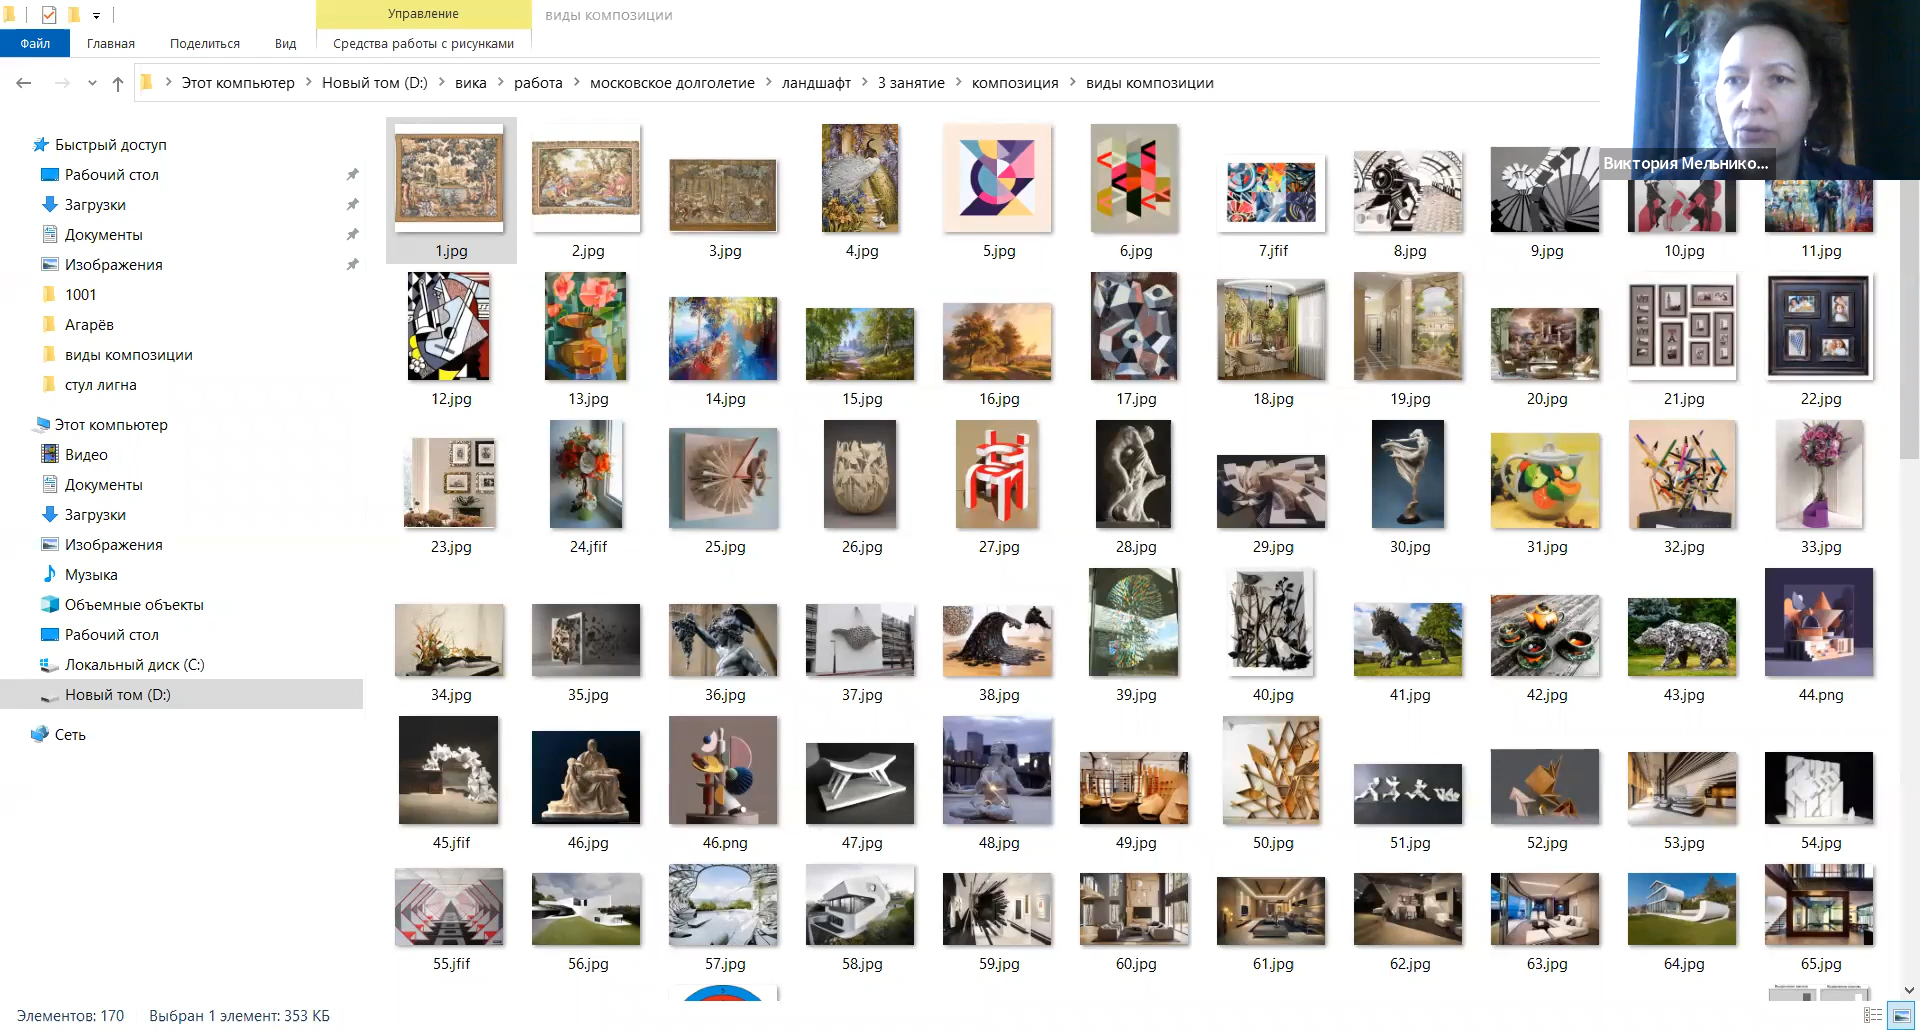 Управление
виды композиции
Файл
Главная
Поделиться
Вид
Средства работы с рисунками
Этот компьютер
Новый том (D:)
вика
работа
московское долголетие
ландшафт
3 занятие
композиция
виды композиции
Виктория Мельнико...
Быстрый доступ
Рабочий стол
Загрузки
Документы
Изображения
1001
Агарёв
виды композиции
стул лигна
Этот компьютер
Видео
Документы
Загрузки
Изображения
Музыка
Объемные объекты
Рабочий стол
Локальный диск (C:)
Новый том (D:)
Сеть
1.jpg 2.jpg 3.jpg 4.jpg 5.jpg 6.jpg 7.jfif 8.jpg 9.jpg 10.jpg 11.jpg
12.jpg 13.jpg 14.jpg 15.jpg 16.jpg 17.jpg 18.jpg 19.jpg 20.jpg 21.jpg 22.jpg
23.jpg 24.jfif 25.jpg 26.jpg 27.jpg 28.jpg 29.jpg 30.jpg 31.jpg 32.jpg 33.jpg
34.jpg 35.jpg 36.jpg 37.jpg 38.jpg 39.jpg 40.jpg 41.jpg 42.jpg 43.jpg 44.png
45.jfif 46.jpg 46.png 47.jpg 48.jpg 49.jpg 50.jpg 51.jpg 52.jpg 53.jpg 54.jpg
55.jfif 56.jpg 57.jpg 58.jpg 59.jpg 60.jpg 61.jpg 62.jpg 63.jpg 64.jpg 65.jpg
Элементов: 170
Выбран 1 элемент: 353 КБ